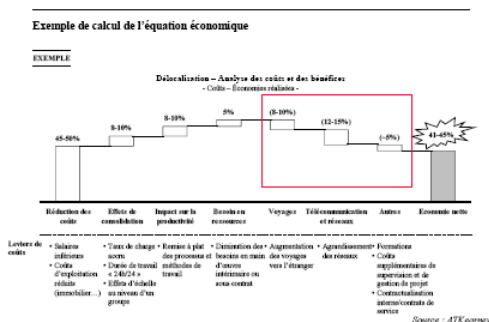 Exemple de calcul de l'équation économique
EXEMPLE
Délocalisation – Analyse des coûts et des bénéfices
- Coûts – Économies réalisées -
45-50%
8-10%
8-10%
5%
(8-10%)
(12-15%)
(~5%)
41-45%
Réduction des coûts
Effets de consolidation
Impact sur la productivité
Besoin en ressources
Voyages
Télécommunication et réseaux
Autres
Economie nette
Leviers de coûts
• Salaires inférieurs
• Coûts d'exploitation réduits (immobilier…)
• Taux de charge accru
• Durée de travail « 24h/24 »
• Effets d'échelle au niveau d'un groupe
• Remise à plat des processus et méthodes de travail
• Diminution des besoins en main d'œuvre intérimaire ou sous contrat
• Augmentation des voyages vers l'étranger
• Agrandissement des réseaux
• Formations
• Coûts supplémentaires de supervision et de gestion de projet
• Contractualisation interne/contrats de service
Source : ATKearney